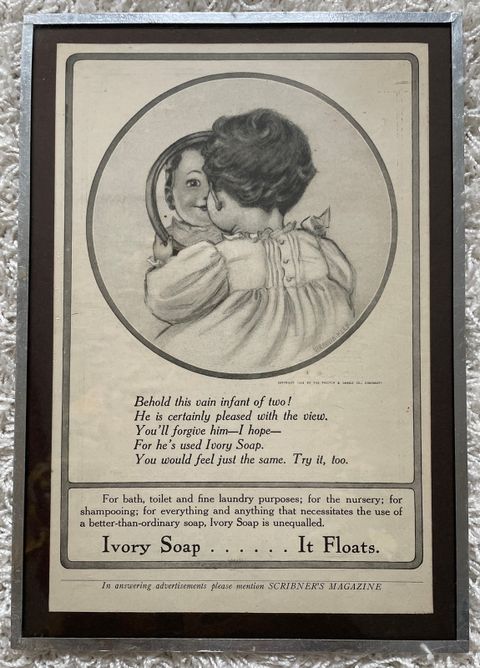 Behold this vain infant of two!
He is certainly pleased with the view.
You'll forgive him—I hope—
For he's used Ivory Soap.
You would feel just the same. Try it, too.
For bath, toilet and fine laundry purposes; for the nursery; for
shampooing; for everything and anything that necessitates the use of
a better-than-ordinary soap, Ivory Soap is unequalled.
Ivory Soap ...... It Floats.
In answering advertisements please mention SCRIBNER'S MAGAZINE